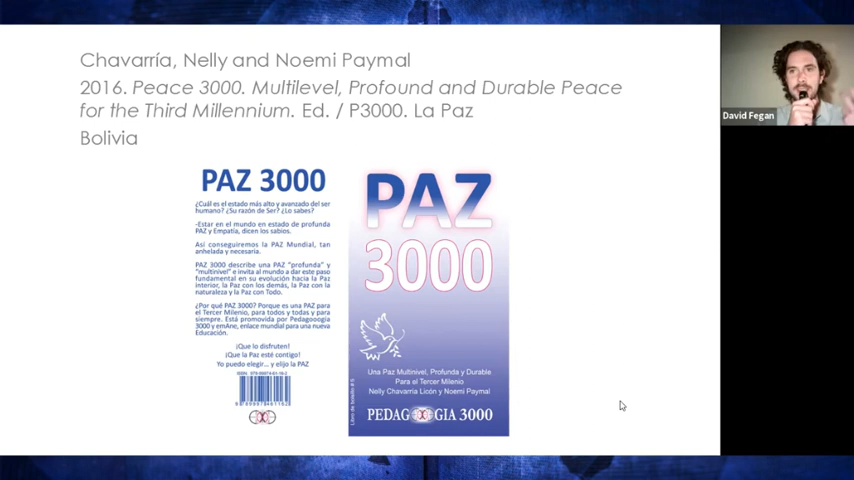 Chavarría, Nelly and Noemi Paymal
2016. Peace 3000. Multilevel, Profound and Durable Peace
for the Third Millennium. Ed. / P3000. La Paz
Bolivia
David Fegan
PAZ 3000
¿Cuál es el estado más alto y avanzado del ser
humano? ¿Su razón de Ser? ¿Lo sabes?
-Estar en el mundo en estado de profunda
PAZ y Empatía, dicen los sabios.
Así conseguiremos la PAZ Mundial, tan
anhelada y necesaria.
PAZ 3000 describe una PAZ "profunda" y
"multinivel" e invita al mundo a dar este paso
fundamental en su evolución hacia la Paz
interior, la Paz con los demás, la Paz con la
naturaleza y la Paz con Todo.
¿Por qué PAZ 3000? Porque es una PAZ para
el Tercer Milenio, para todos y todas y para
siempre. Está promovida por Pedagooogia
3000 y emAne, enlace mundial para una nueva
Educación.
¡Que lo disfruten!
¡Que la Paz esté contigo!
Yo puedo elegir... y elijo la PAZ
PAZ
3000
Una Paz Multinivel, Profunda y Durable
Para el Tercer Milenio
Nelly Chavarría Licón y Noemi Paymal
PEDAGOOGIA 3000